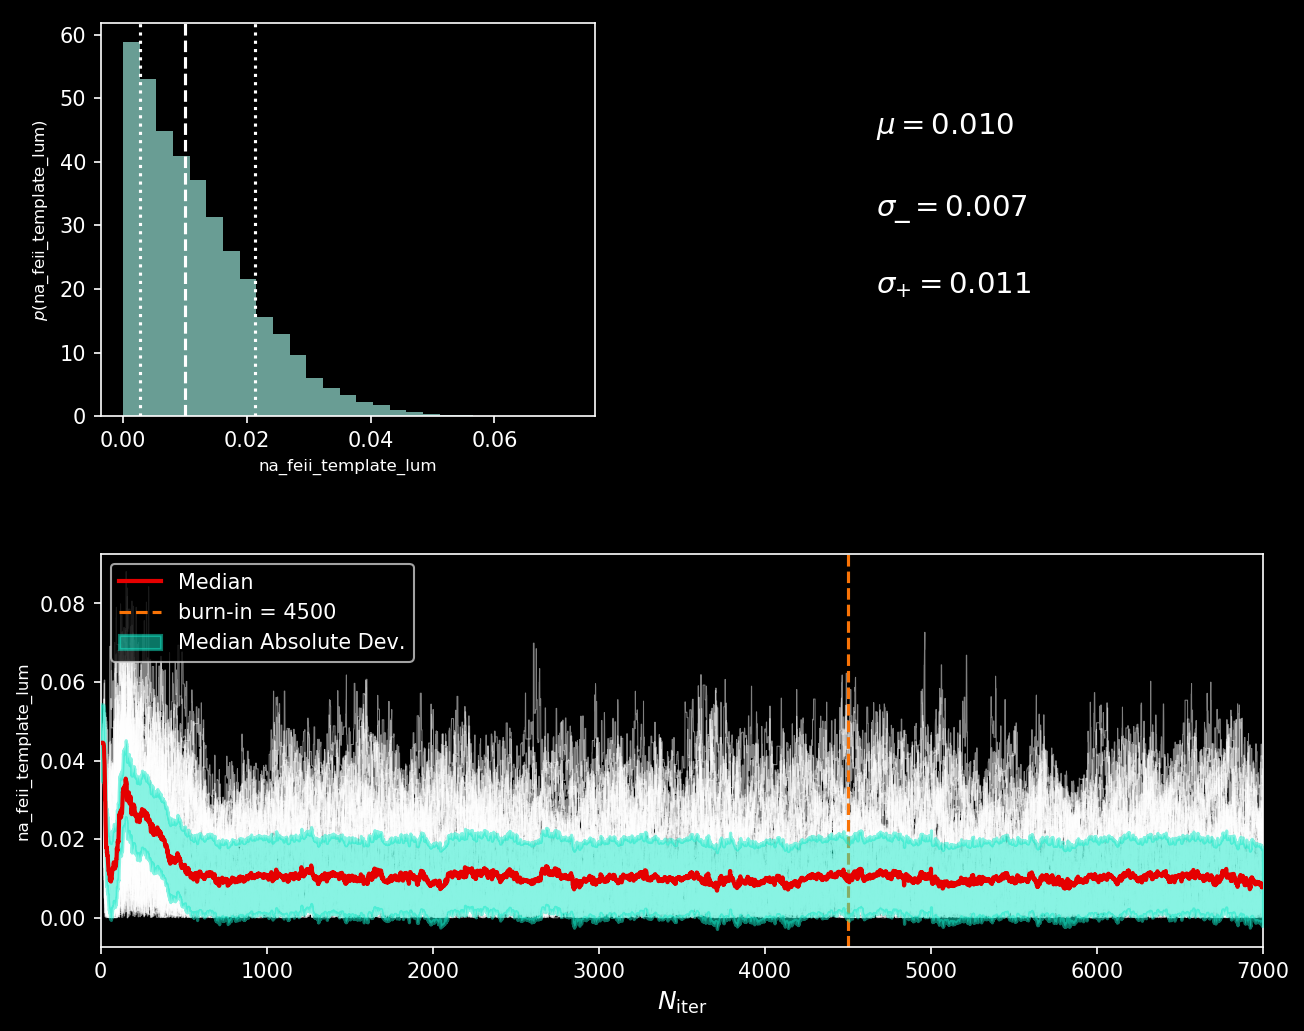 60
50
40
30
20
10
0
p(na_feii_template_lum)
0.00 0.02 0.04 0.06
na_feii_template_lum
μ = 0.010
σ_ = 0.007
σ+ = 0.011
Median
burn-in = 4500
Median Absolute Dev.
0.08
0.06
0.04
0.02
0.00
na_feii_template_lum
0 1000 2000 3000 4000 5000 6000 7000
Niter